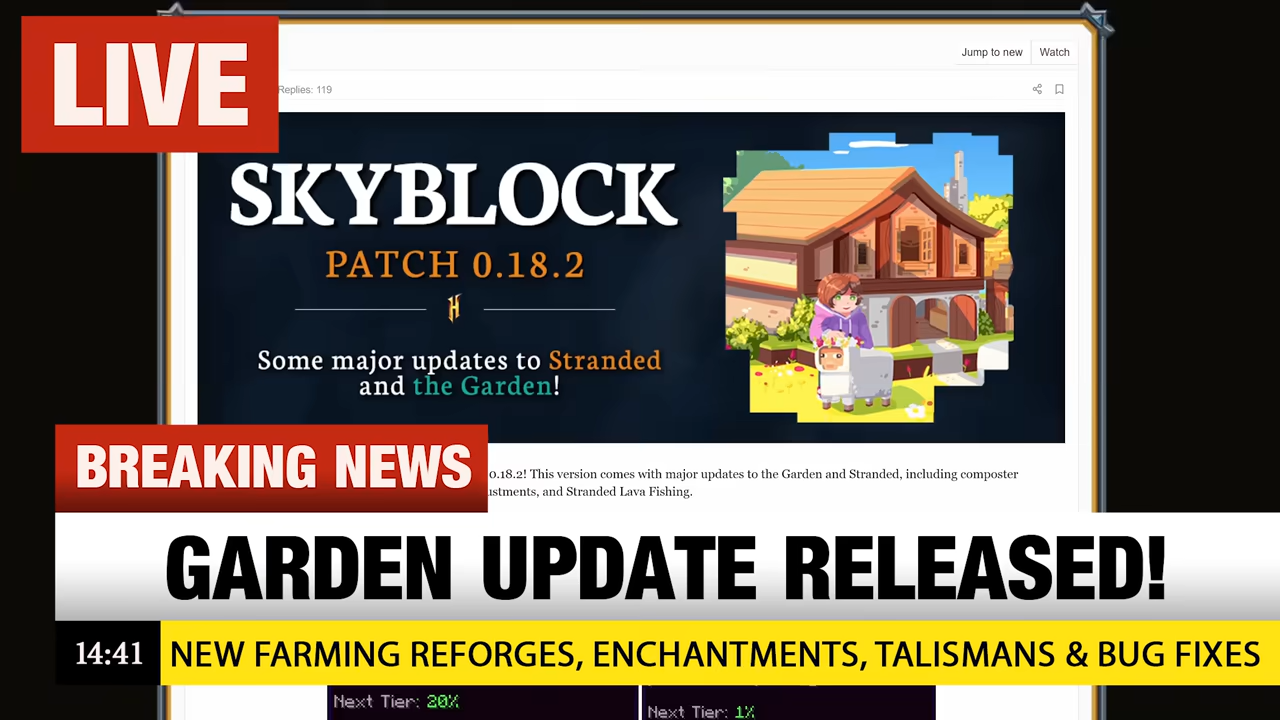 LIVE
Jump to new
Watch
Replies: 119
SKYBLOCK
PATCH 0.18.2
Some major updates to Stranded
and the Garden!
BREAKING NEWS
0.18.2! This version comes with major updates to the Garden and Stranded, including composter
and Stranded Lava Fishing.
GARDEN UPDATE RELEASED!
14:41
NEW FARMING REFORGES, ENCHANTMENTS, TALISMANS & BUG FIXES
Next Tier: 20%
Next Tier: 1%